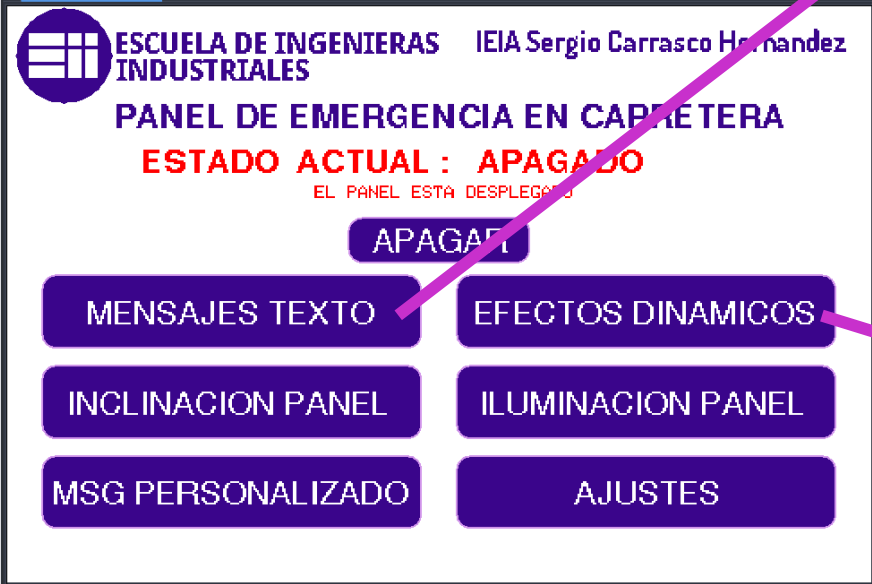 ESCUELA DE INGENIERAS
INDUSTRIALES
IEIA Sergio Carrasco Hernandez
PANEL DE EMERGENCIA EN CARRETERA
ESTADO ACTUAL : APAGADO
EL PANEL ESTA DESPLEGADO
APAGAR
MENSAJES TEXTO
EFECTOS DINAMICOS
INCLINACION PANEL
ILUMINACION PANEL
MSG PERSONALIZADO
AJUSTES